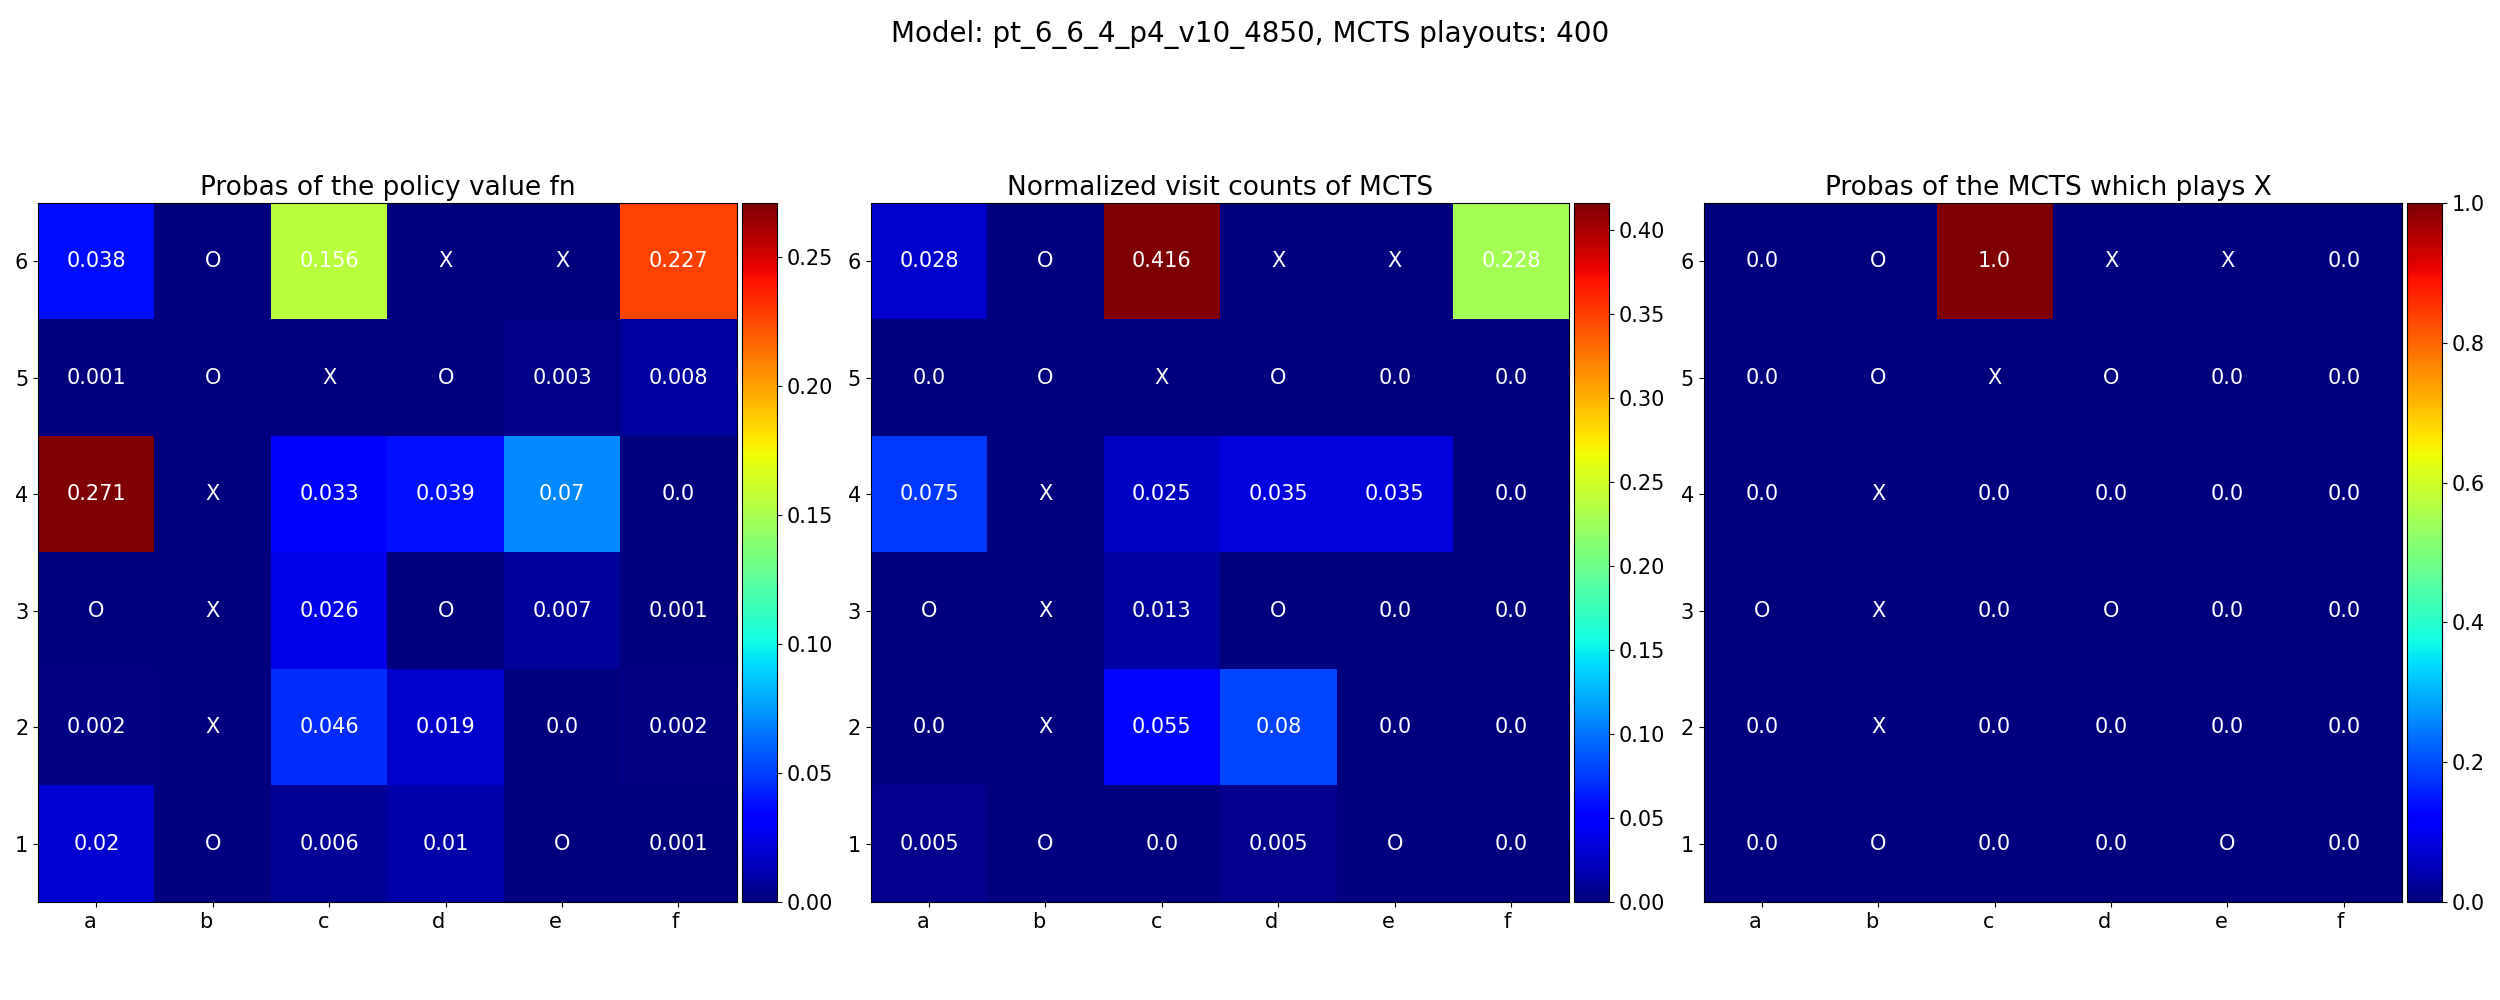 Model: pt_6_6_4_p4_v10_4850, MCTS playouts: 400
Probas of the policy value fn
6 0.038 O 0.156 X X 0.227
5 0.001 O X O 0.003 0.008
4 0.271 X 0.033 0.039 0.07 0.0
3 O X 0.026 O 0.007 0.001
2 0.002 X 0.046 0.019 0.0 0.002
1 0.02 O 0.006 0.01 O 0.001
a b c d e f
0.25
0.20
0.15
0.10
0.05
0.00
Normalized visit counts of MCTS
6 0.028 O 0.416 X X 0.228
5 0.0 O X O 0.0 0.0
4 0.075 X 0.025 0.035 0.035 0.0
3 O X 0.013 O 0.0 0.0
2 0.0 X 0.055 0.08 0.0 0.0
1 0.005 O 0.0 0.005 O 0.0
a b c d e f
0.40
0.35
0.30
0.25
0.20
0.15
0.10
0.05
0.00
Probas of the MCTS which plays X
6 0.0 O 1.0 X X 0.0
5 0.0 O X O 0.0 0.0
4 0.0 X 0.0 0.0 0.0 0.0
3 O X 0.0 O 0.0 0.0
2 0.0 X 0.0 0.0 0.0 0.0
1 0.0 O 0.0 0.0 O 0.0
a b c d e f
1.0
0.8
0.6
0.4
0.2
0.0